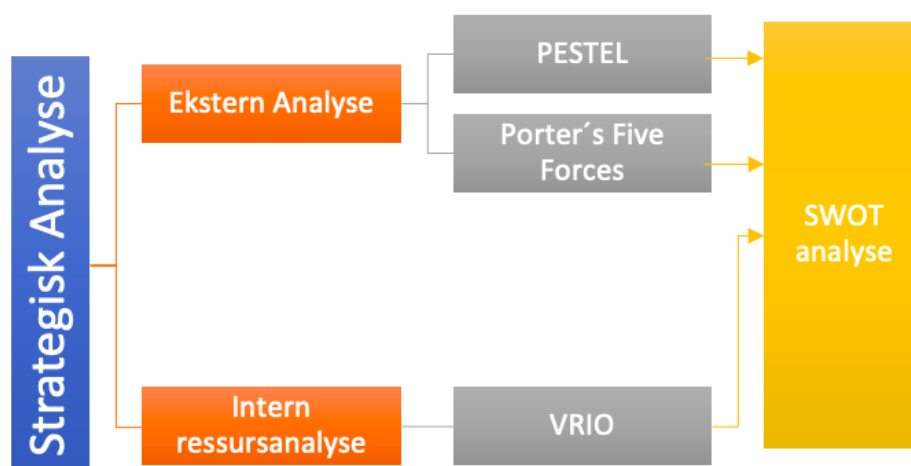 Strategisk Analyse
Ekstern Analyse
PESTEL
Porter´s Five
Forces
SWOT
analyse
Intern
ressursanalyse
VRIO